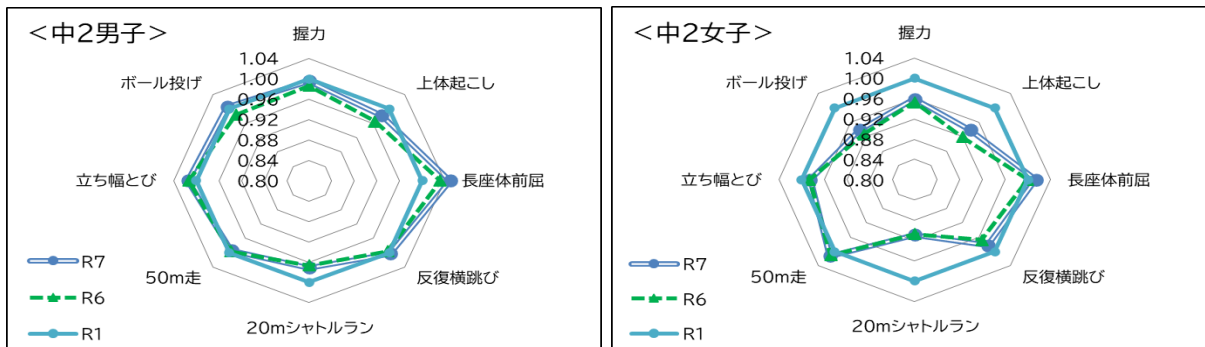 <中2男子>
握力
上体起こし
長座体前屈
反復横跳び
20mシャトルラン
50m走
立ち幅とび
ボール投げ
1.04
1.00
0.96
0.92
0.88
0.84
0.80
R7
R6
R1
<中2女子>
握力
上体起こし
長座体前屈
反復横跳び
20mシャトルラン
50m走
立ち幅とび
ボール投げ
1.04
1.00
0.96
0.92
0.88
0.84
0.80
R7
R6
R1